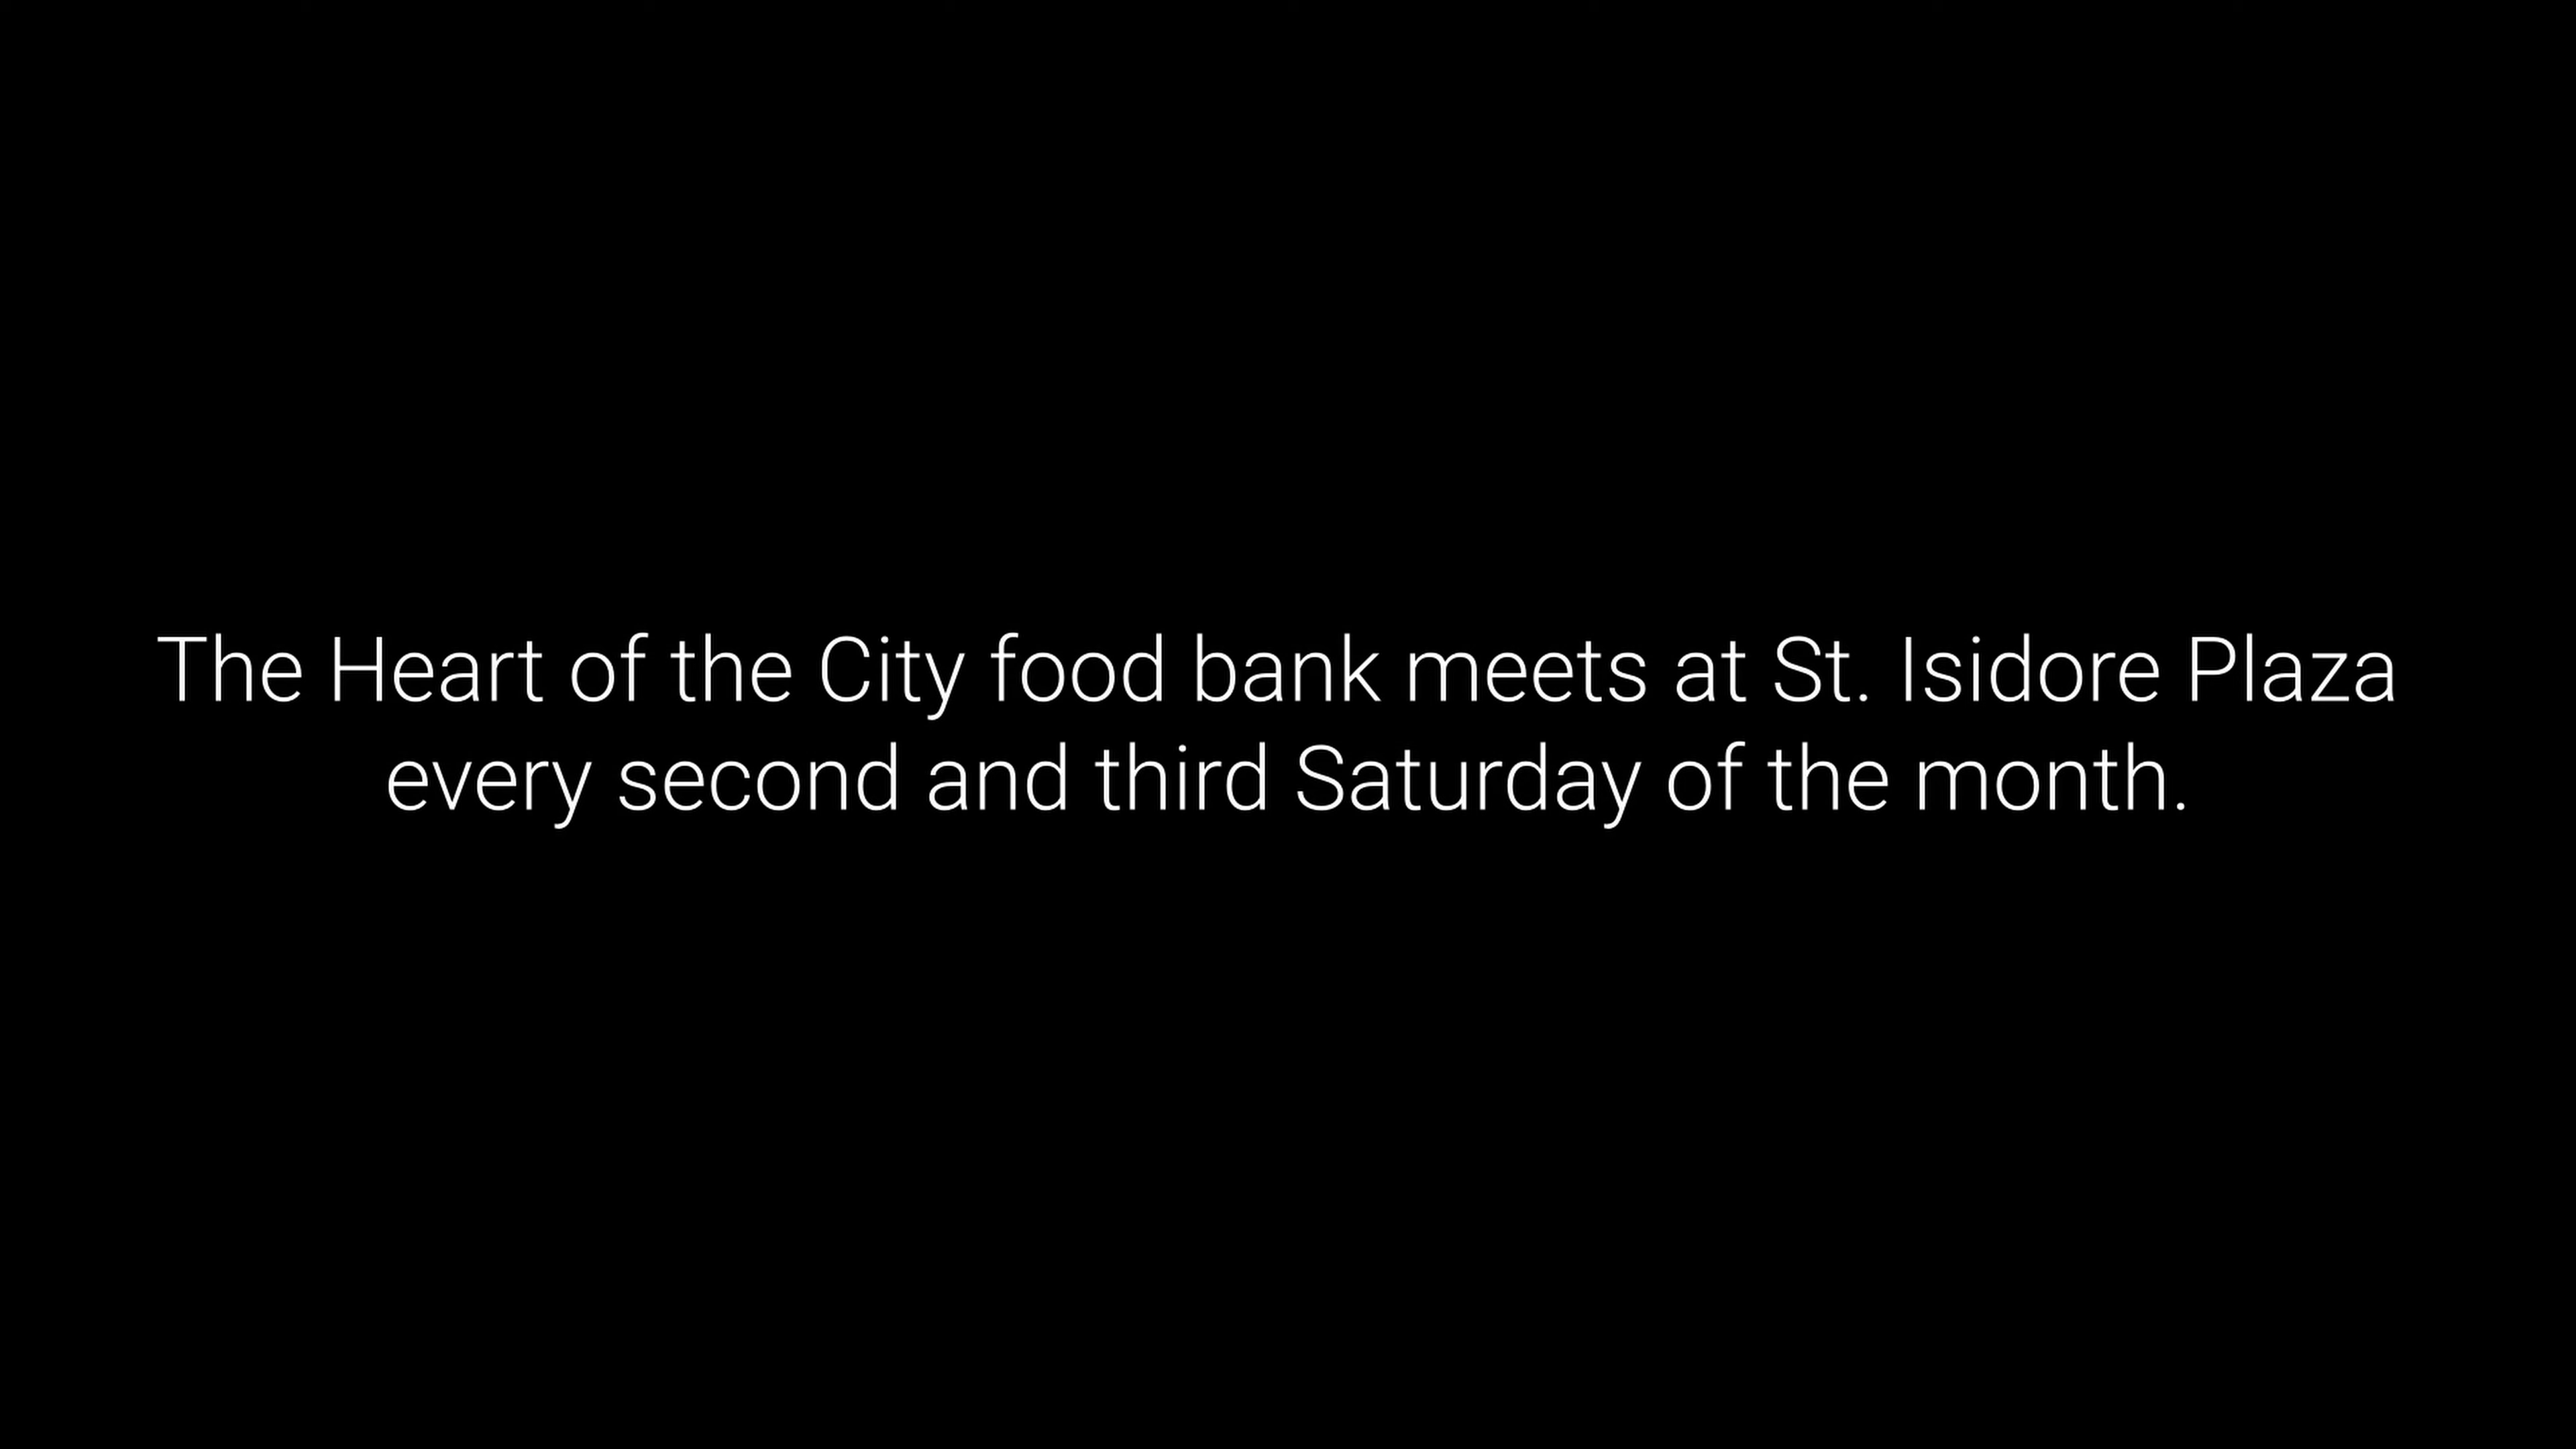 The Heart of the City food bank meets at St. Isidore Plaza
every second and third Saturday of the month.